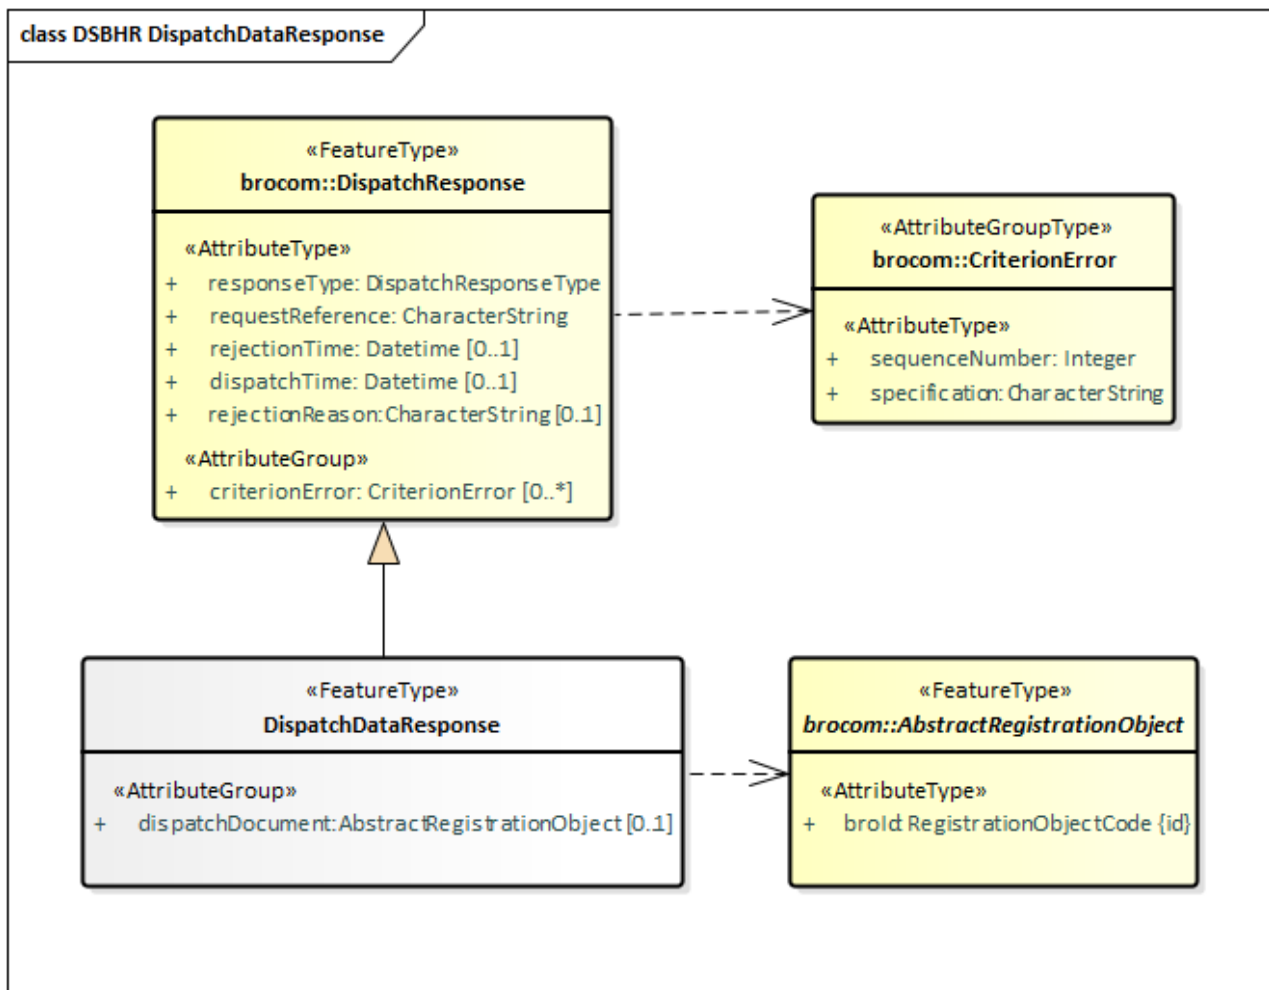 class DSBHR DispatchDataResponse
«FeatureType»
brocom::DispatchResponse
«AttributeType»
+ responseType: DispatchResponseType
+ requestReference: CharacterString
+ rejectionTime: Datetime [0..1]
+ dispatchTime: Datetime [0..1]
+ rejectionReason:CharacterString [0..1]
«AttributeGroup»
+ criterionError: CriterionError [0..*]
«AttributeGroupType»
brocom::CriterionError
«AttributeType»
+ sequenceNumber: Integer
+ specification: CharacterString
«FeatureType»
DispatchDataResponse
«AttributeGroup»
+ dispatchDocument:AbstractRegistrationObject [0..1]
«FeatureType»
brocom::AbstractRegistrationObject
«AttributeType»
+ broId: RegistrationObjectCode {id}